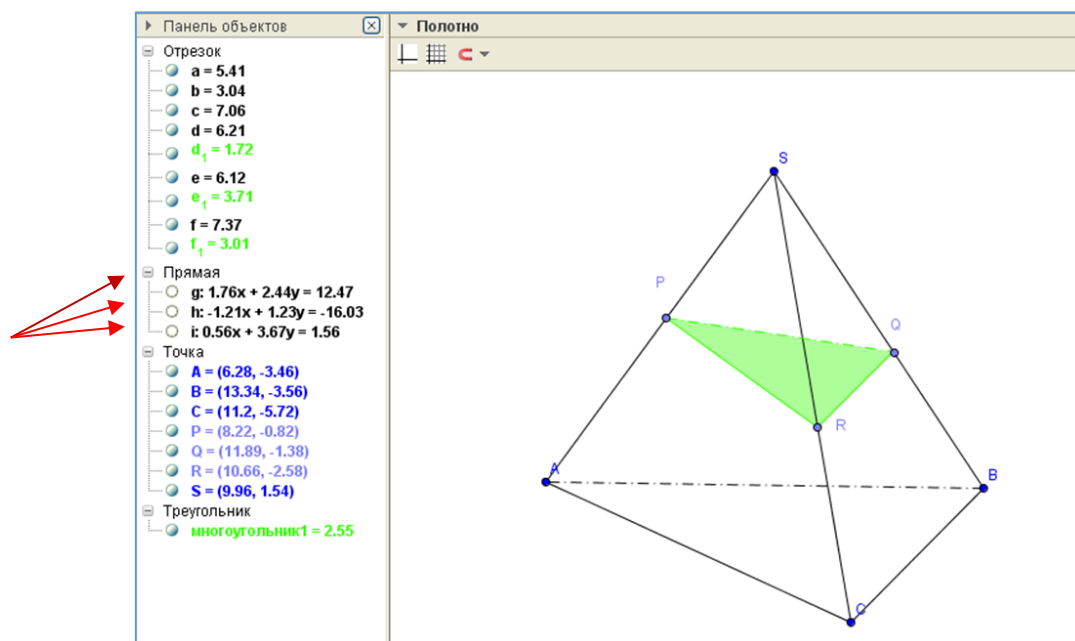 Панель объектов
Полотно
Отрезок
a = 5.41
b = 3.04
c = 7.06
d = 6.21
d₁ = 1.72
e = 6.12
e₁ = 3.71
f = 7.37
f₁ = 3.01
Прямая
g: 1.76x + 2.44y = 12.47
h: -1.21x + 1.23y = -16.03
i: 0.56x + 3.67y = 1.56
Точка
A = (6.28, -3.46)
B = (13.34, -3.56)
C = (11.2, -5.72)
P = (8.22, -0.82)
Q = (11.89, -1.38)
R = (10.66, -2.58)
S = (9.96, 1.54)
Треугольник
многоугольник1 = 2.55
S
P
Q
R
A
B
C